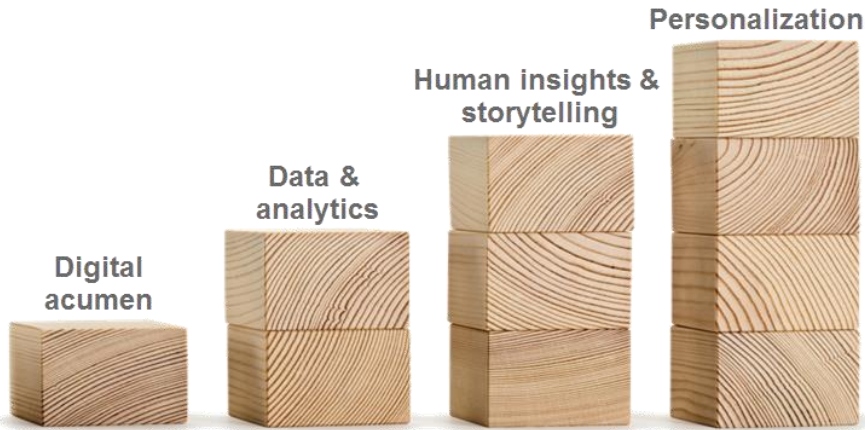 Digital
acumen
Data &
analytics
Human insights &
storytelling
Personalization